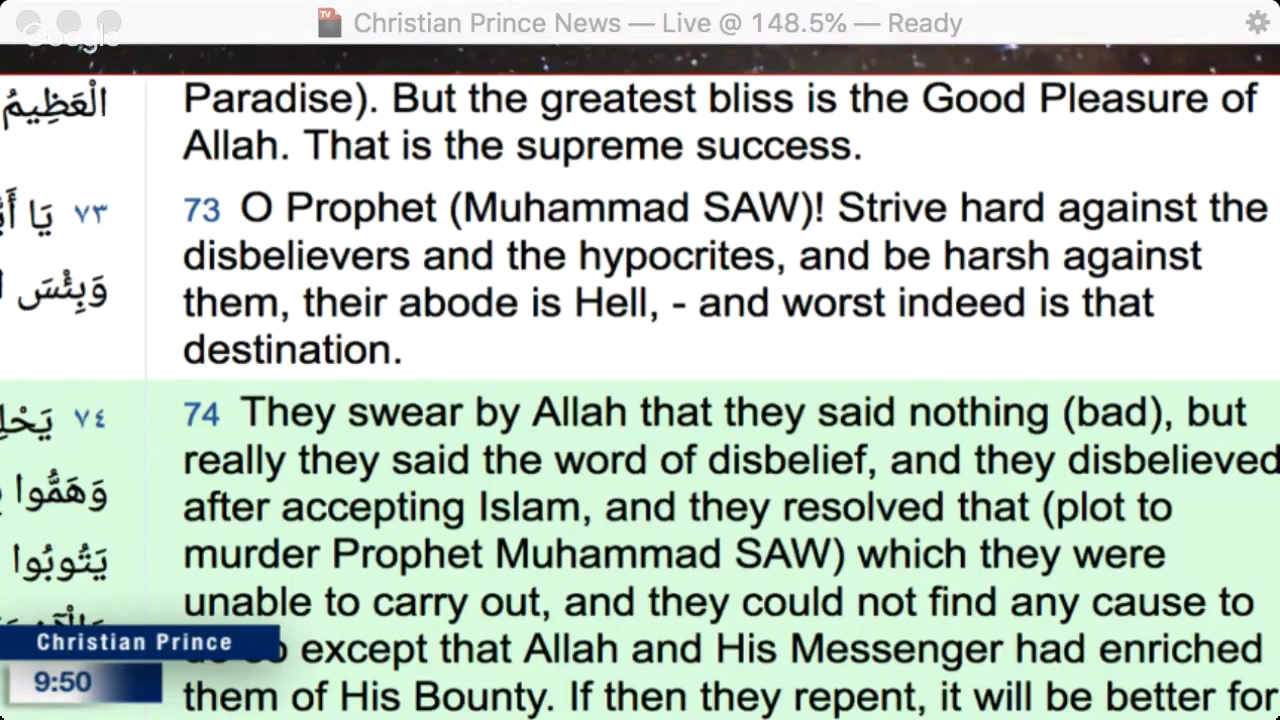 Christian Prince News — Live @ 148.5% — Ready
Google
الْعَظِيمُ
Paradise). But the greatest bliss is the Good Pleasure of
Allah. That is the supreme success.
٧٣ يَا
73 O Prophet (Muhammad SAW)! Strive hard against the
disbelievers and the hypocrites, and be harsh against
وَبِئْسَ
them, their abode is Hell, - and worst indeed is that
destination.
٧٤
74 They swear by Allah that they said nothing (bad), but
really they said the word of disbelief, and they disbelieved
وَهَمُّوا
after accepting Islam, and they resolved that (plot to
murder Prophet Muhammad SAW) which they were
يَتُوبُوا
unable to carry out, and they could not find any cause to
except that Allah and His Messenger had enriched
them of His Bounty. If then they repent, it will be better for
Christian Prince
9:50